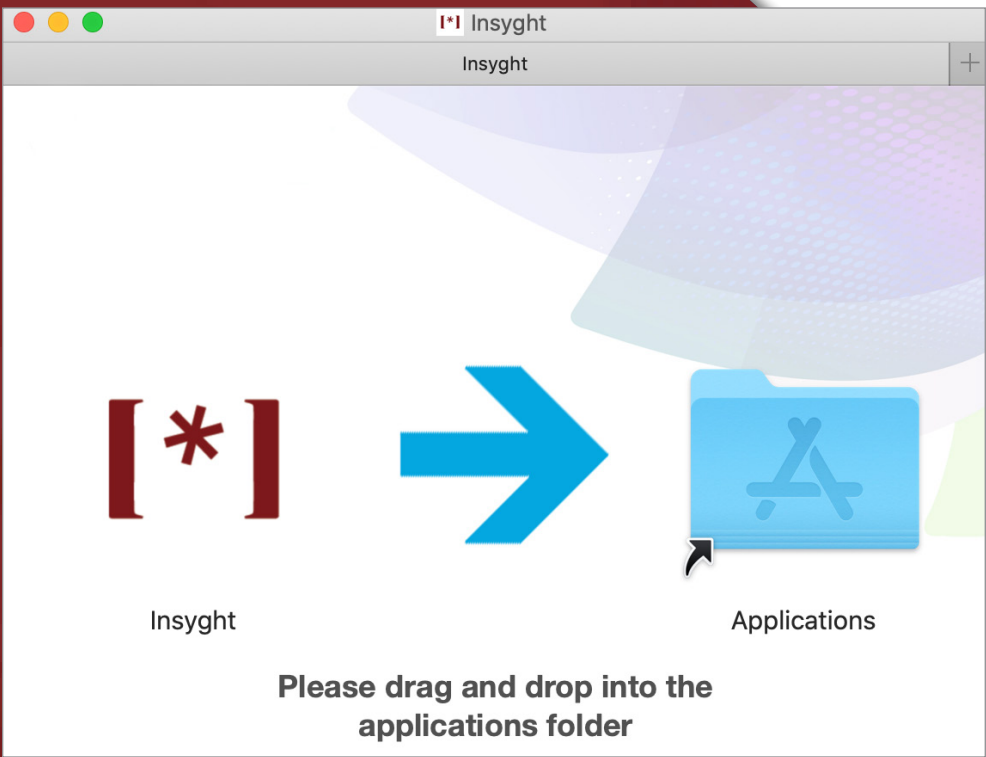 [*] Insyght
Insyght
[*]
Insyght
Applications
Please drag and drop into the
applications folder